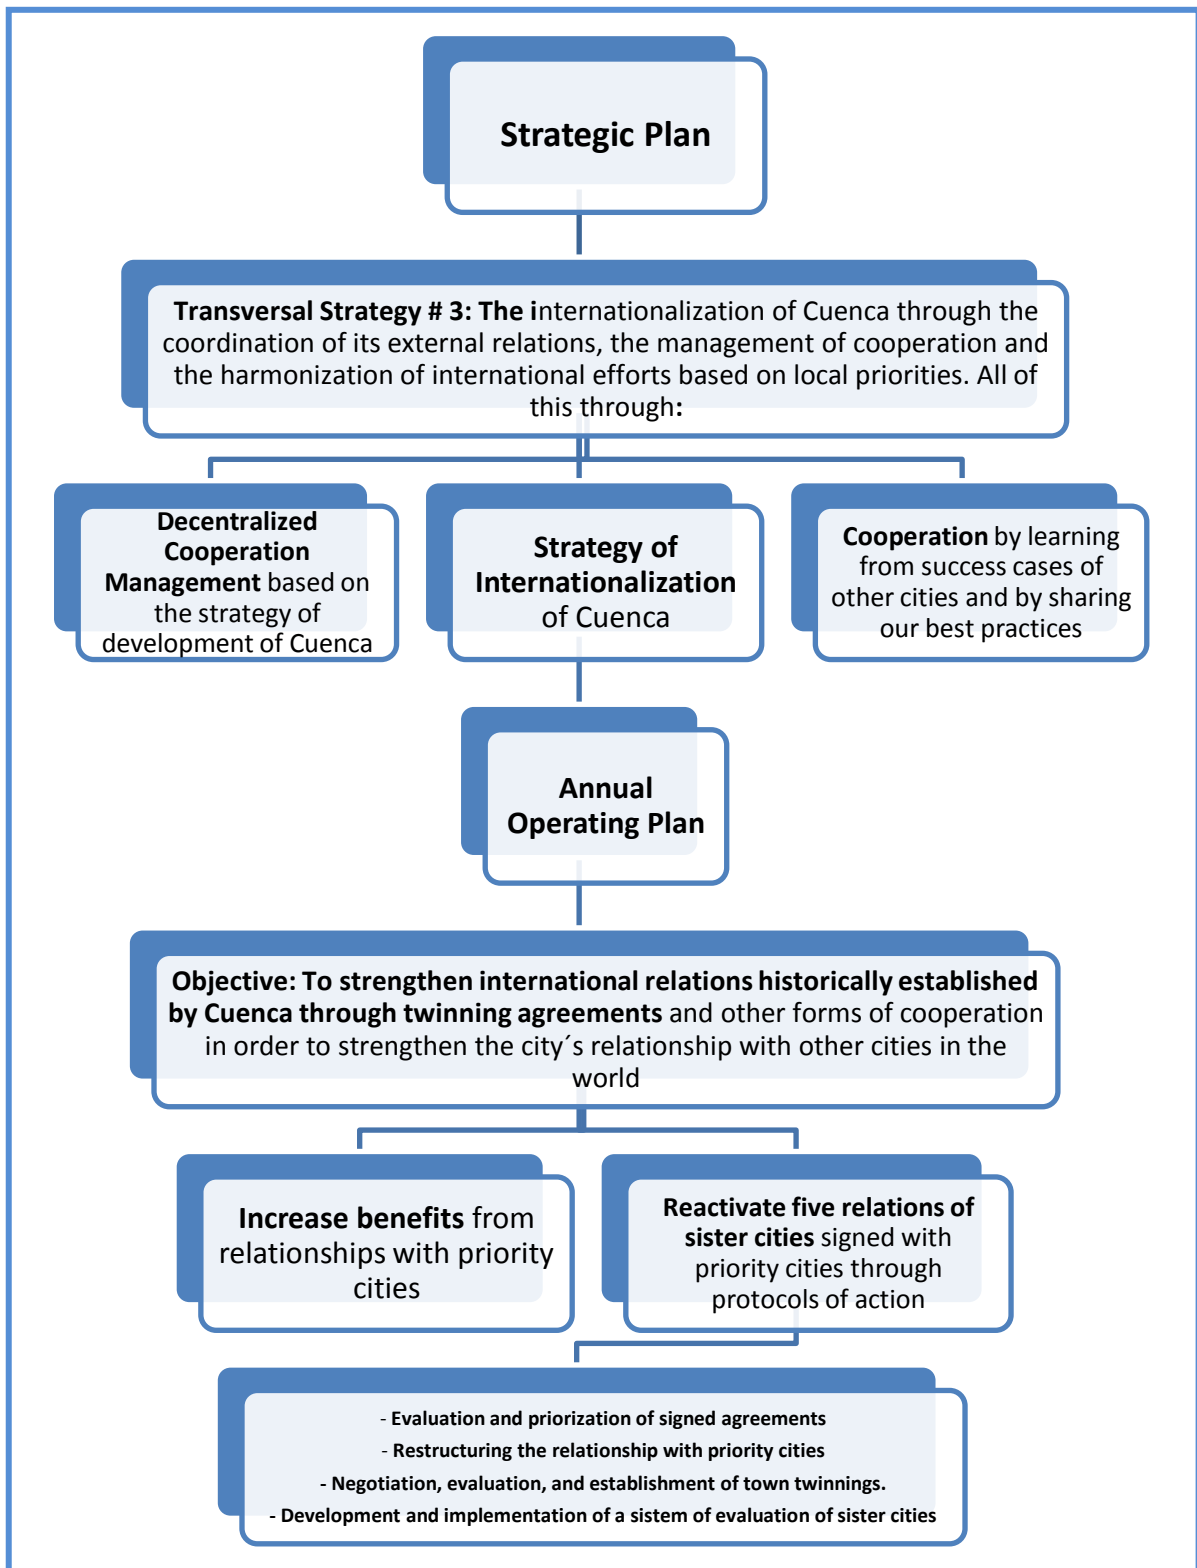 Strategic Plan
Transversal Strategy # 3: The internationalization of Cuenca through the
coordination of its external relations, the management of cooperation and
the harmonization of international efforts based on local priorities. All of
this through:
Decentralized
Cooperation
Management based on
the strategy of
development of Cuenca
Strategy of
Internationalization
of Cuenca
Cooperation by learning
from success cases of
other cities and by sharing
our best practices
Annual
Operating Plan
Objective: To strengthen international relations historically established
by Cuenca through twinning agreements and other forms of cooperation
in order to strengthen the city´s relationship with other cities in the
world
Increase benefits from
relationships with priority
cities
Reactivate five relations of
sister cities signed with
priority cities through
protocols of action
- Evaluation and priorization of signed agreements
- Restructuring the relationship with priority cities
- Negotiation, evaluation, and establishment of town twinnings.
- Development and implementation of a sistem of evaluation of sister cities